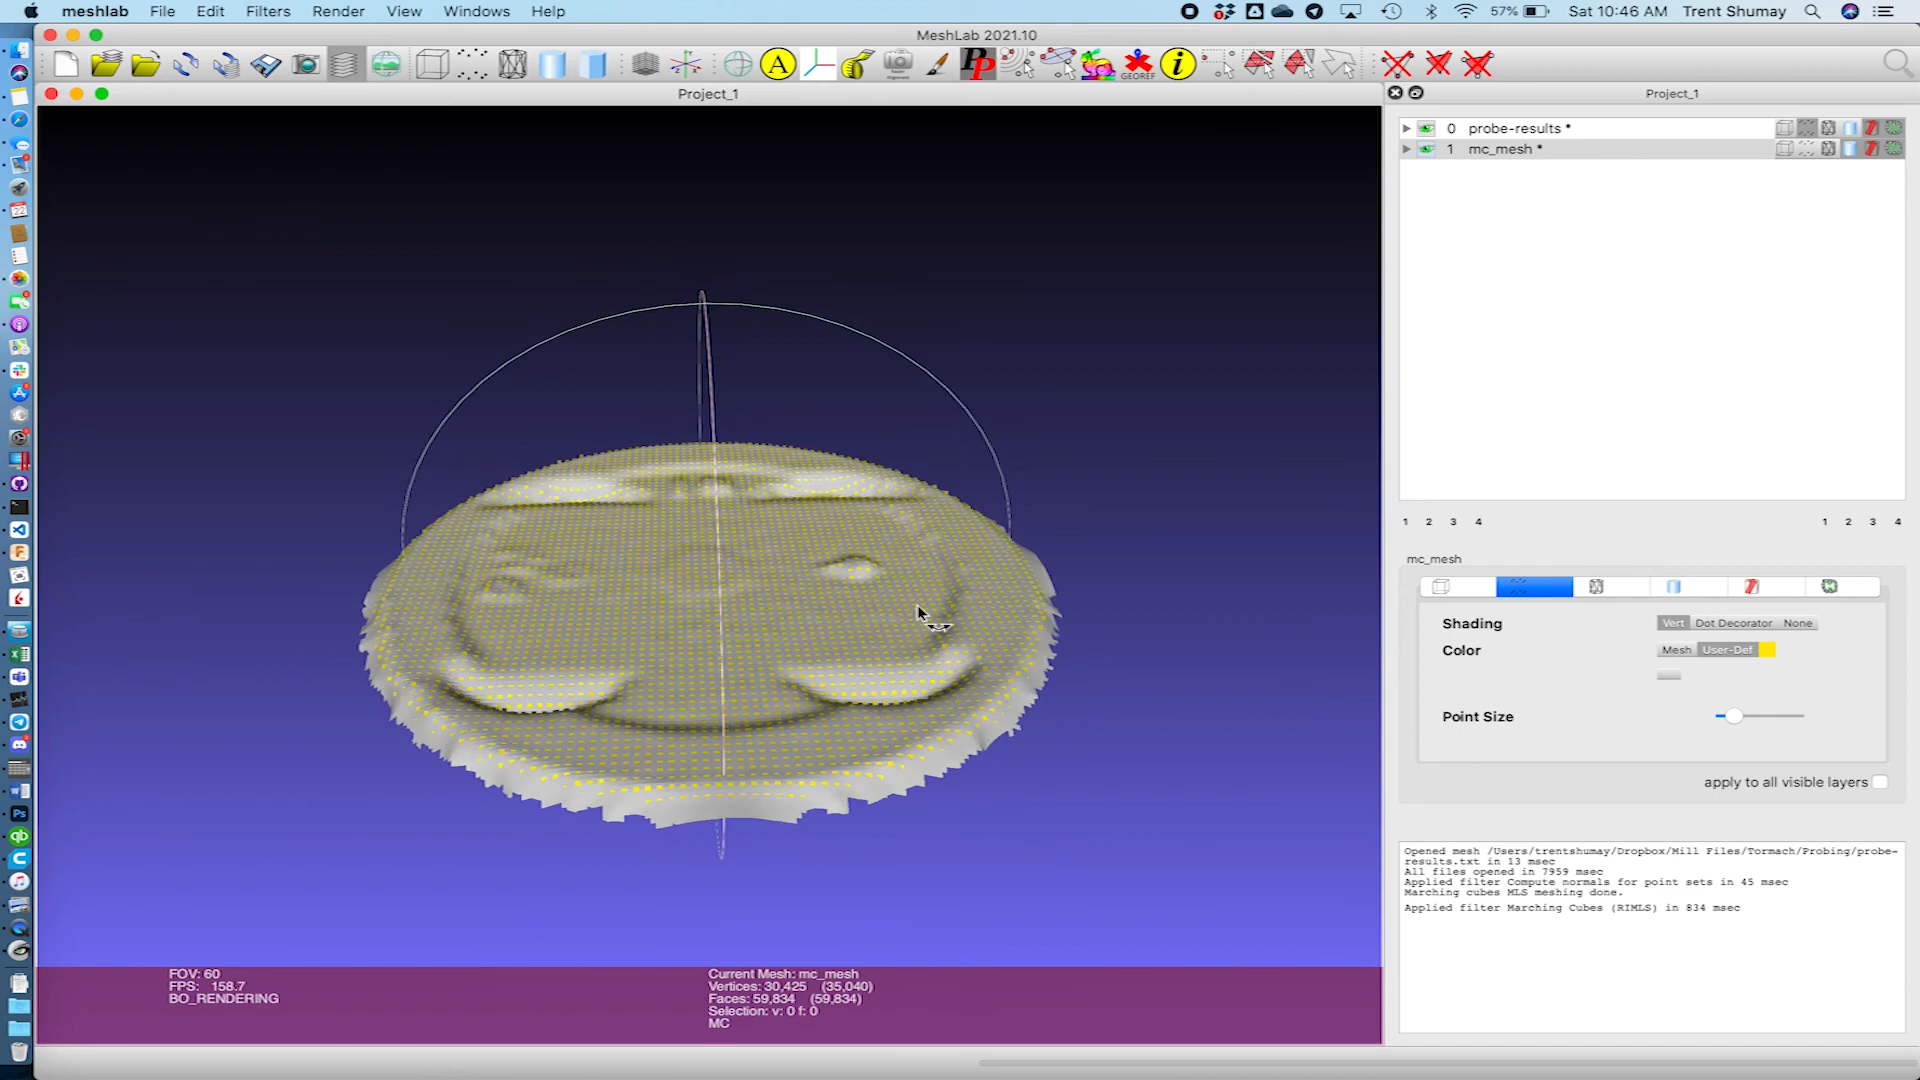 meshlab File Edit Filters Render View Windows Help 57% Sat 10:46 AM Trent Shumay
MeshLab 2021.10
A PP GEOREF i
Project_1
Project_1
0 probe-results *
1 mc_mesh *
1 2 3 4 1 2 3 4
mc_mesh
Shading Vert Dot Decorator None
Color Mesh User-Def
Point Size
apply to all visible layers
Opened mesh /Users/trentshumay/Dropbox/Mill Files/Tormach/Probing/probe-
results.txt in 13 msec
All files opened in 7959 msec
Applied filter Compute normals for point sets in 45 msec
Marching cubes MLS meshing done.
Applied filter Marching Cubes (RIMLS) in 834 msec
FOV: 60
FPS: 158.7
BO_RENDERING
Current Mesh: mc_mesh
Vertices: 30,425 (35,040)
Faces: 59,834 (59,834)
Selection: v: 0 f: 0
MC